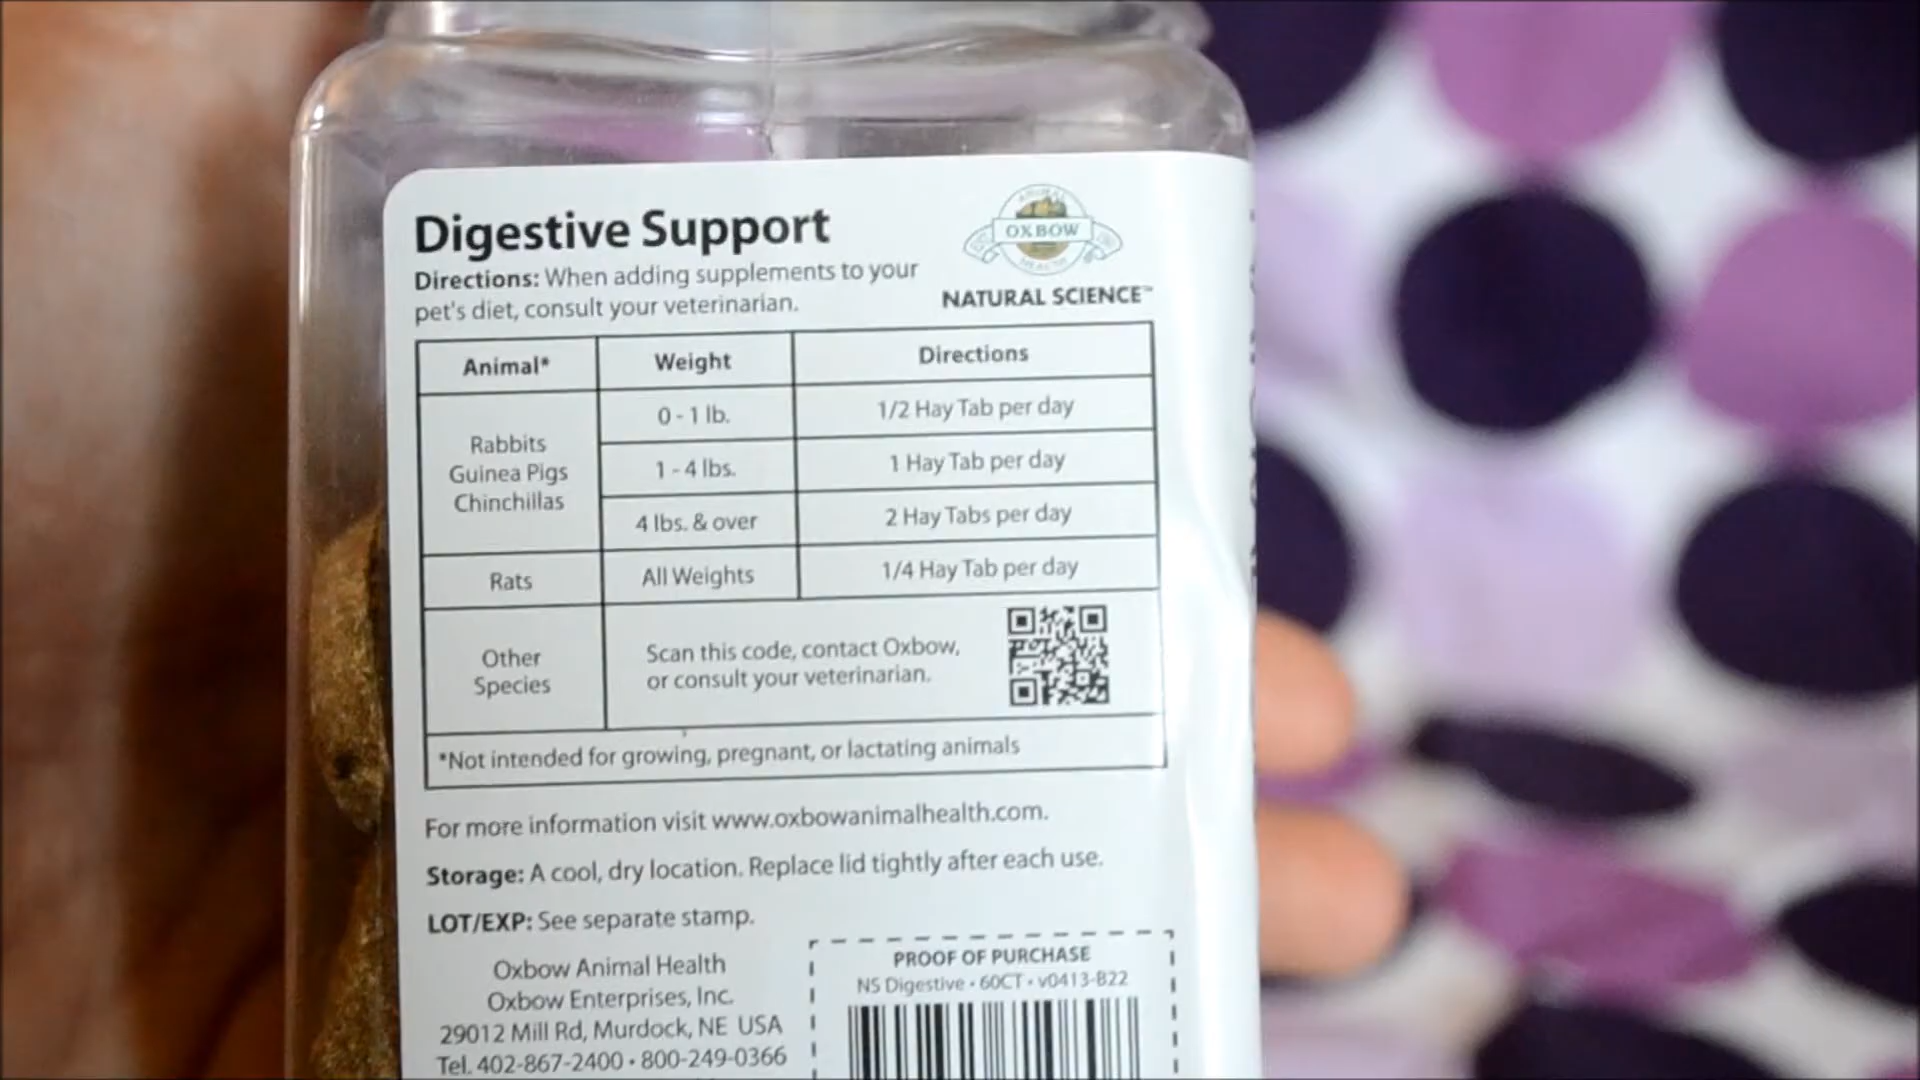 Digestive Support
Directions: When adding supplements to your
pet's diet, consult your veterinarian.
OXBOW
HEALTH
NATURAL SCIENCE™
Animal* Weight Directions
Rabbits
Guinea Pigs
Chinchillas
0 - 1 lb. 1/2 Hay Tab per day
1 - 4 lbs. 1 Hay Tab per day
4 lbs. & over 2 Hay Tabs per day
Rats All Weights 1/4 Hay Tab per day
Other
Species
Scan this code, contact Oxbow,
or consult your veterinarian.
*Not intended for growing, pregnant, or lactating animals
For more information visit www.oxbowanimalhealth.com.
Storage: A cool, dry location. Replace lid tightly after each use.
LOT/EXP: See separate stamp.
Oxbow Animal Health
Oxbow Enterprises, Inc.
29012 Mill Rd, Murdock, NE USA
Tel. 402-867-2400 • 800-249-0366
PROOF OF PURCHASE
NS Digestive • 60CT • v0413-B22